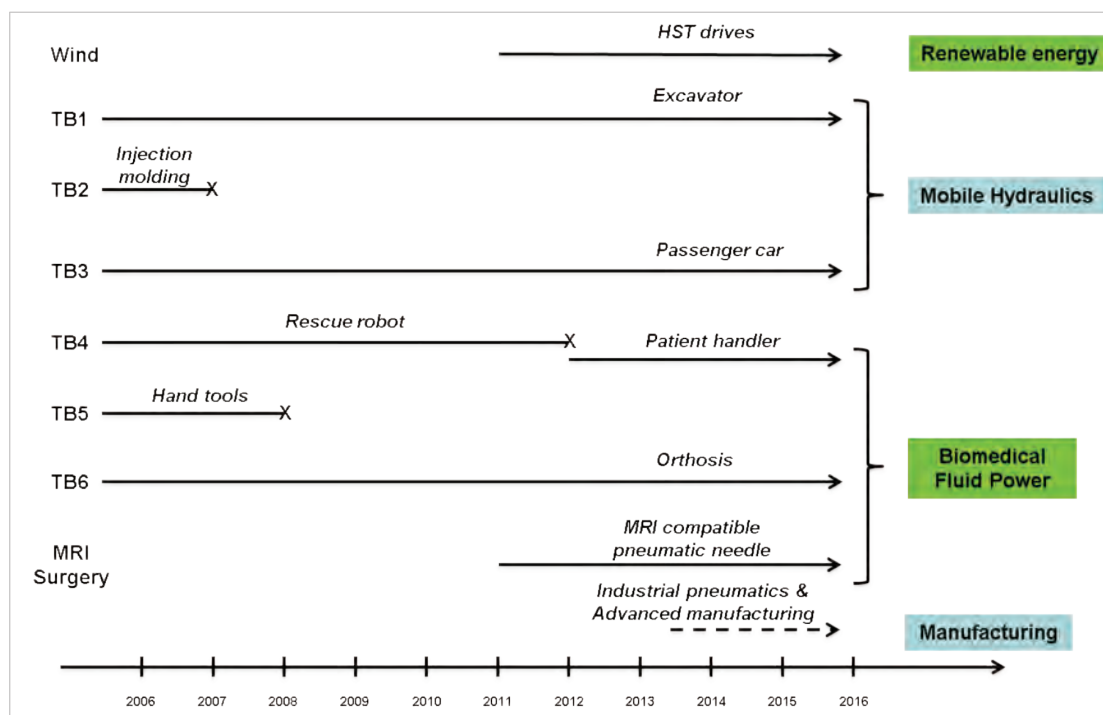 HST drives
Wind
Renewable energy
Excavator
TB1
Injection
molding
TB2
X
Mobile Hydraulics
Passenger car
TB3
Rescue robot
TB4
X
Patient handler
Hand tools
TB5
X
Orthosis
TB6
Biomedical
Fluid Power
MRI compatible
pneumatic needle
MRI
Surgery
Industrial pneumatics &
Advanced manufacturing
Manufacturing
2006 2007 2008 2009 2010 2011 2012 2013 2014 2015 2016